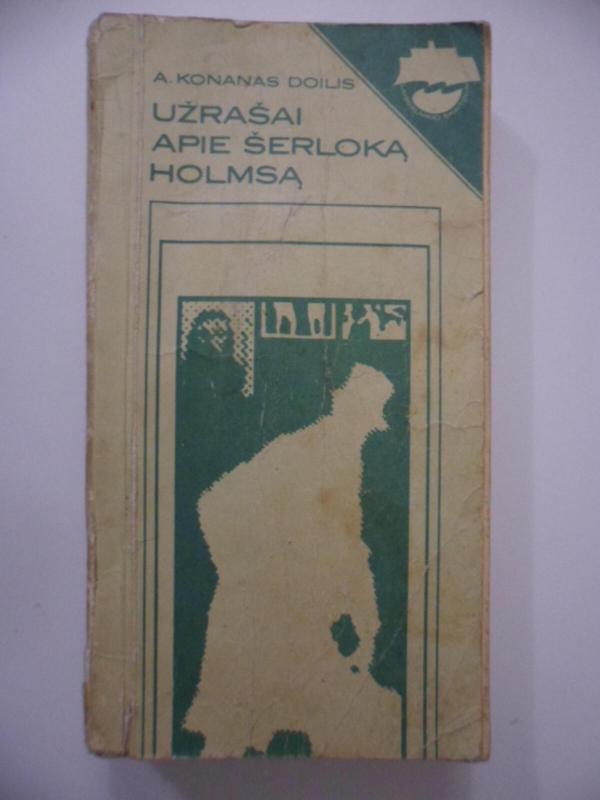 A. KONANAS DOILIS
UŽRAŠAI
APIE ŠERLOKĄ
HOLMSĄ